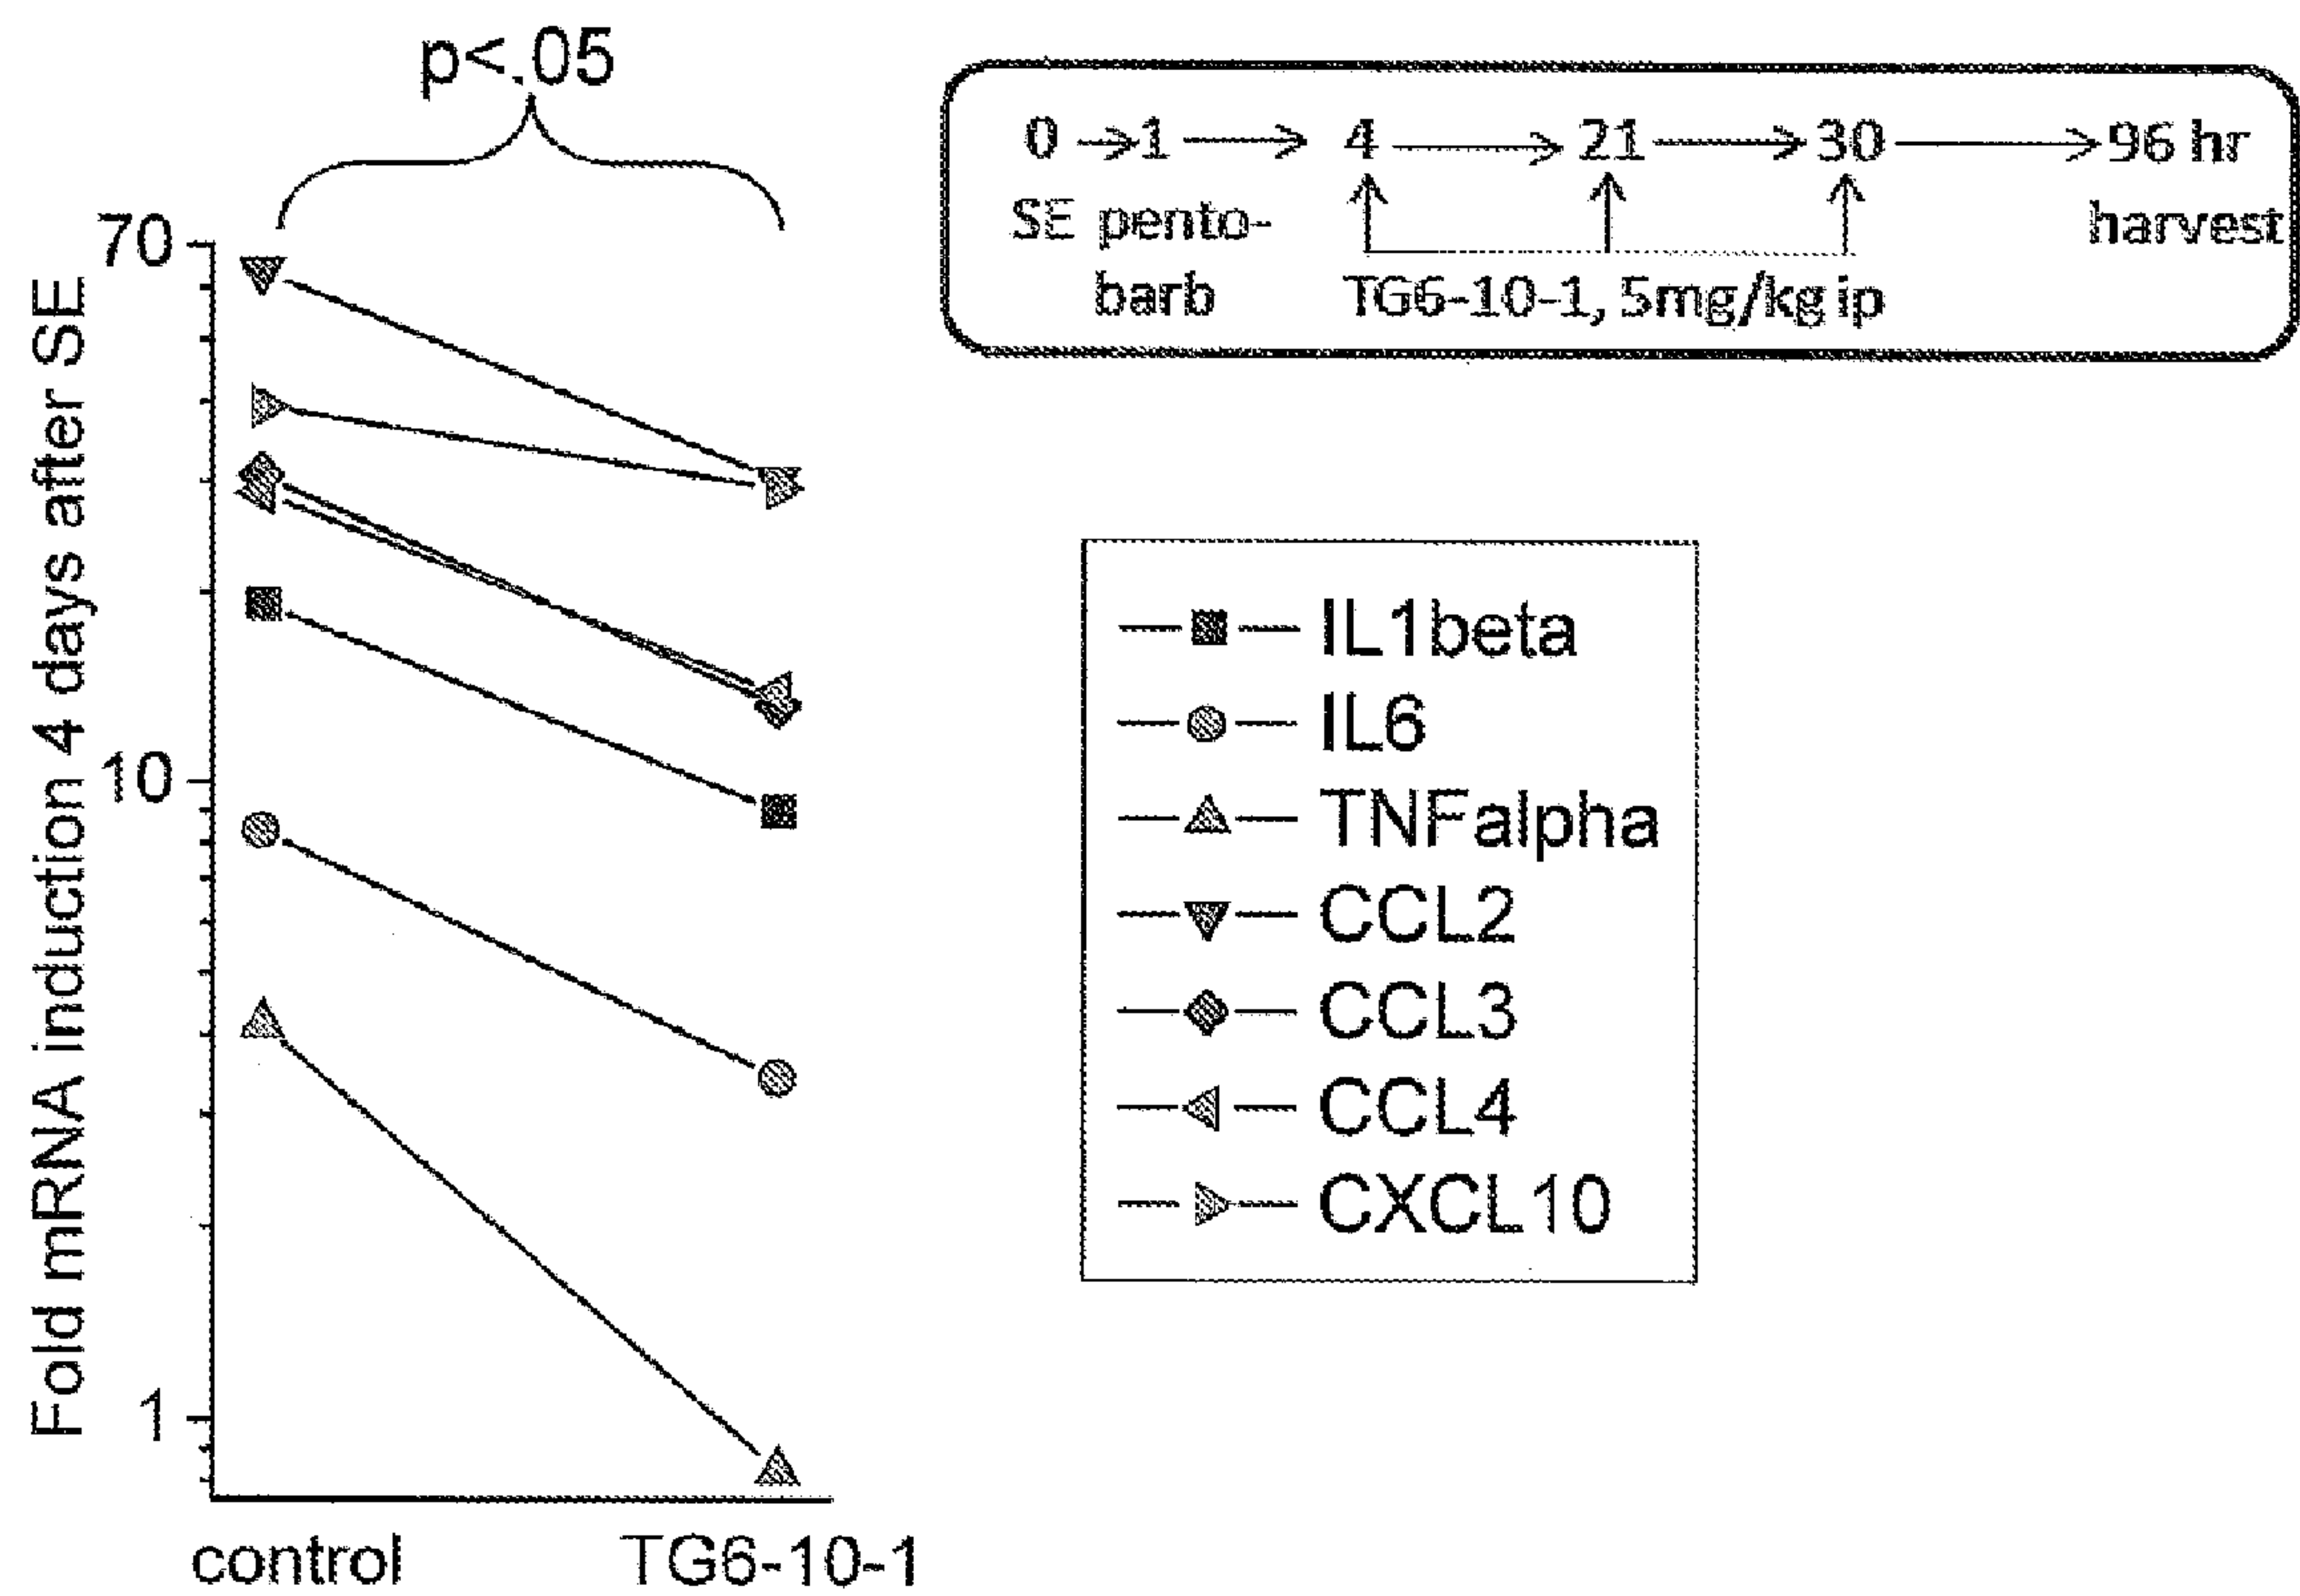 p<.05
70
10
1
Fold mRNA induction 4 days after SE
control TG6-10-1
0 1 4 21 30 96 hr
SE pento- harvest
barb TG6-10-1, 5mg/kg ip
IL1beta
IL6
TNFalpha
CCL2
CCL3
CCL4
CXCL10